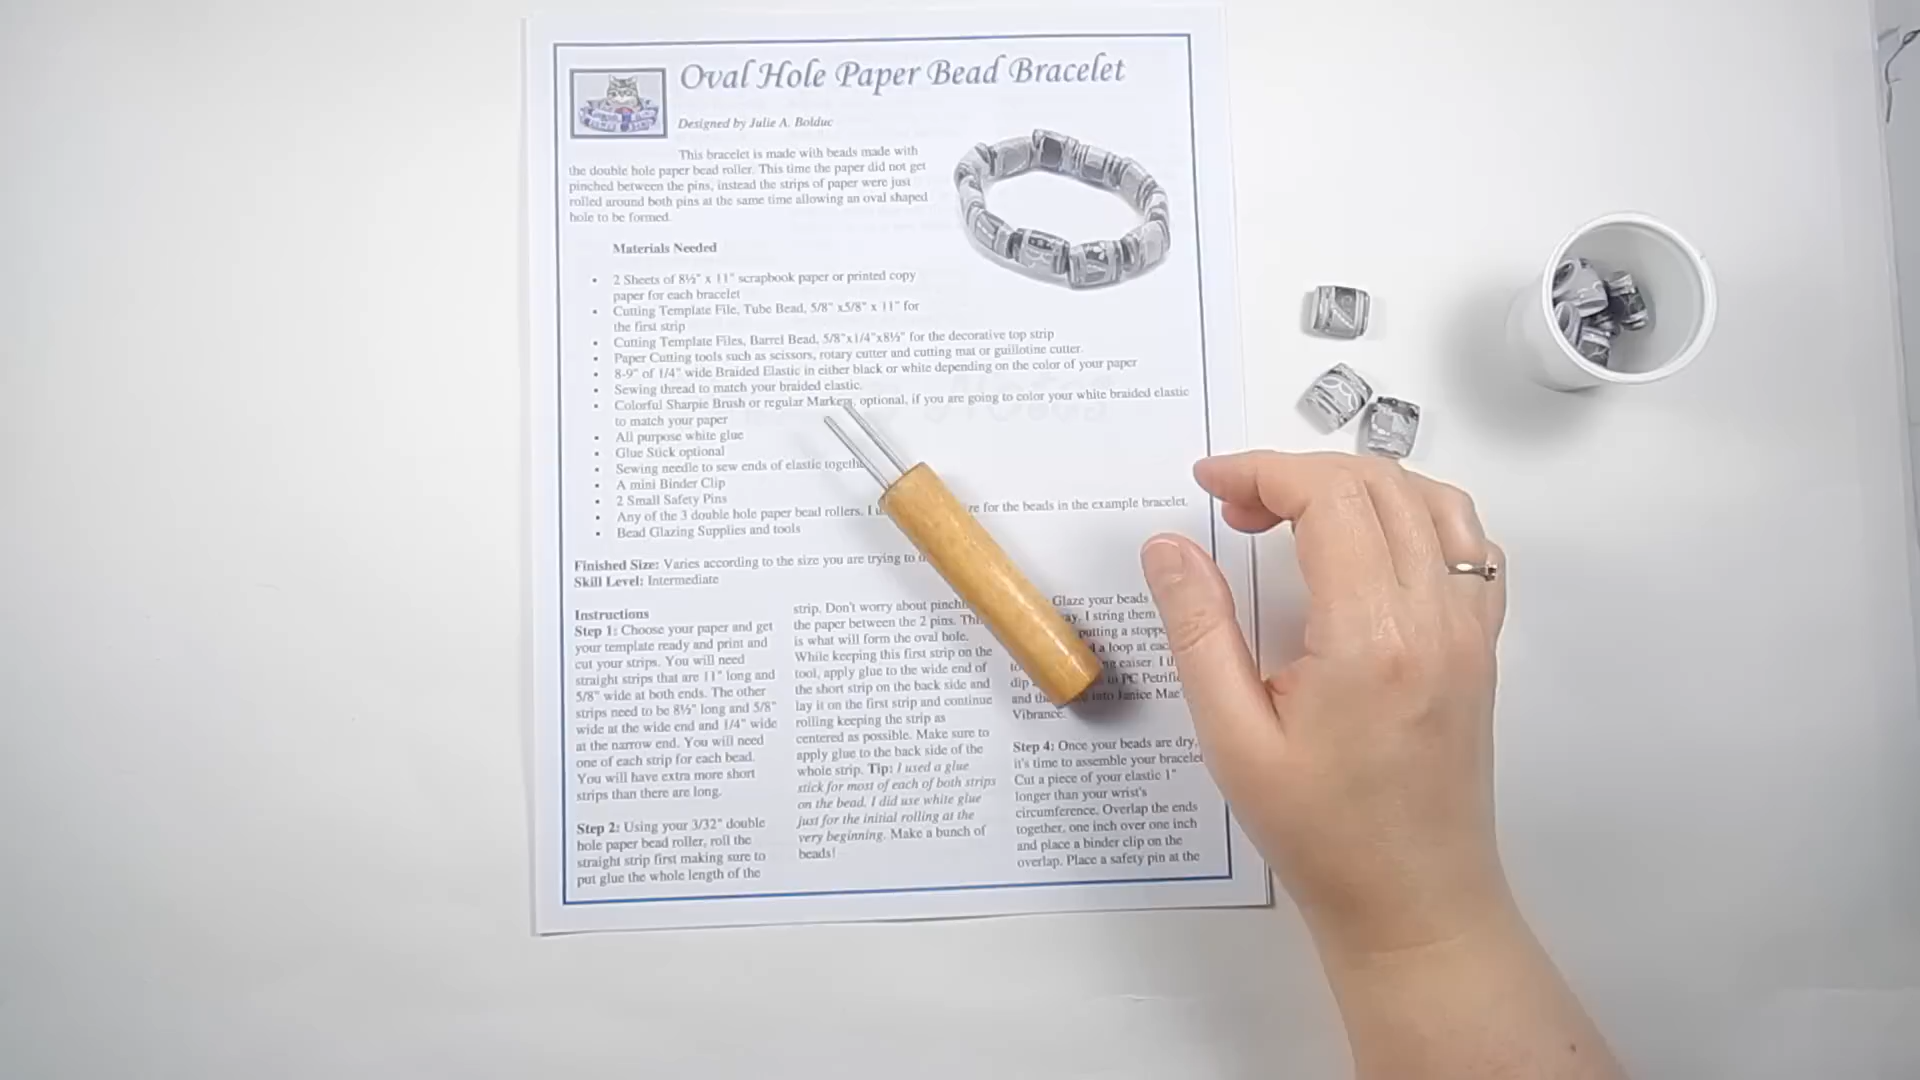 Oval Hole Paper Bead Bracelet
Designed by Julie A. Bolduc
This bracelet is made with beads made with
the double hole paper bead roller. This time the paper did not get
pinched between the pins, instead the strips of paper were just
rolled around both pins at the same time allowing an oval shaped
hole to be formed.
Materials Needed
• 2 Sheets of 8½" x 11" scrapbook paper or printed copy
paper for each bracelet
• Cutting Template File, Tube Bead, 5/8" x5/8" x 11" for
the first strip
• Cutting Template Files, Barrel Bead, 5/8"x1/4"x8½" for the decorative top strip
• Paper Cutting tools such as scissors, rotary cutter and cutting mat or guillotine cutter.
• 8-9" of 1/4" wide Braided Elastic in either black or white depending on the color of your paper
• Sewing thread to match your braided elastic.
• Colorful Sharpie Brush or regular Markers, optional, if you are going to color your white braided elastic
to match your paper
• All purpose white glue
• Glue Stick optional
• Sewing needle to sew ends of elastic
• A mini Binder Clip
• 2 Small Safety Pins
• Any of the 3 double hole paper bead rollers. I for the beads in the example bracelet.
• Bead Glazing Supplies and tools
Finished Size: Varies according to the size you are trying to
Skill Level: Intermediate
Instructions
Step 1: Choose your paper and get
your template ready and print and
cut your strips. You will need
straight strips that are 11" long and
5/8" wide at both ends. The other
strips need to be 8½" long and 5/8"
wide at the wide end and 1/4" wide
at the narrow end. You will need
one of each strip for each bead.
You will have extra more short
strips than there are long.
Step 2: Using your 3/32" double
hole paper bead roller, roll the
straight strip first making sure to
put glue the whole length of the
strip. Don't worry about
the paper between the 2 pins.
is what will form the oval hole.
While keeping this first strip on the
tool, apply glue to the wide end of
the short strip on the back side and
lay it on the first strip and continue
rolling keeping the strip as
centered as possible. Make sure to
apply glue to the back side of the
whole strip. Tip: I used a glue
stick for most of each of both strips
on the bead. I did use white glue
just for the initial rolling at the
very beginning. Make a bunch of
beads!
Glaze your beads
I string them
putting a
a loop at
easier. I
dip in PC
and into Janice
Vibrance.
Step 4: Once your beads are dry,
it's time to assemble your bracelet
Cut a piece of your elastic 1"
longer than your wrist's
circumference. Overlap the ends
together, one inch over one inch
and place a binder clip on the
overlap. Place a safety pin at the